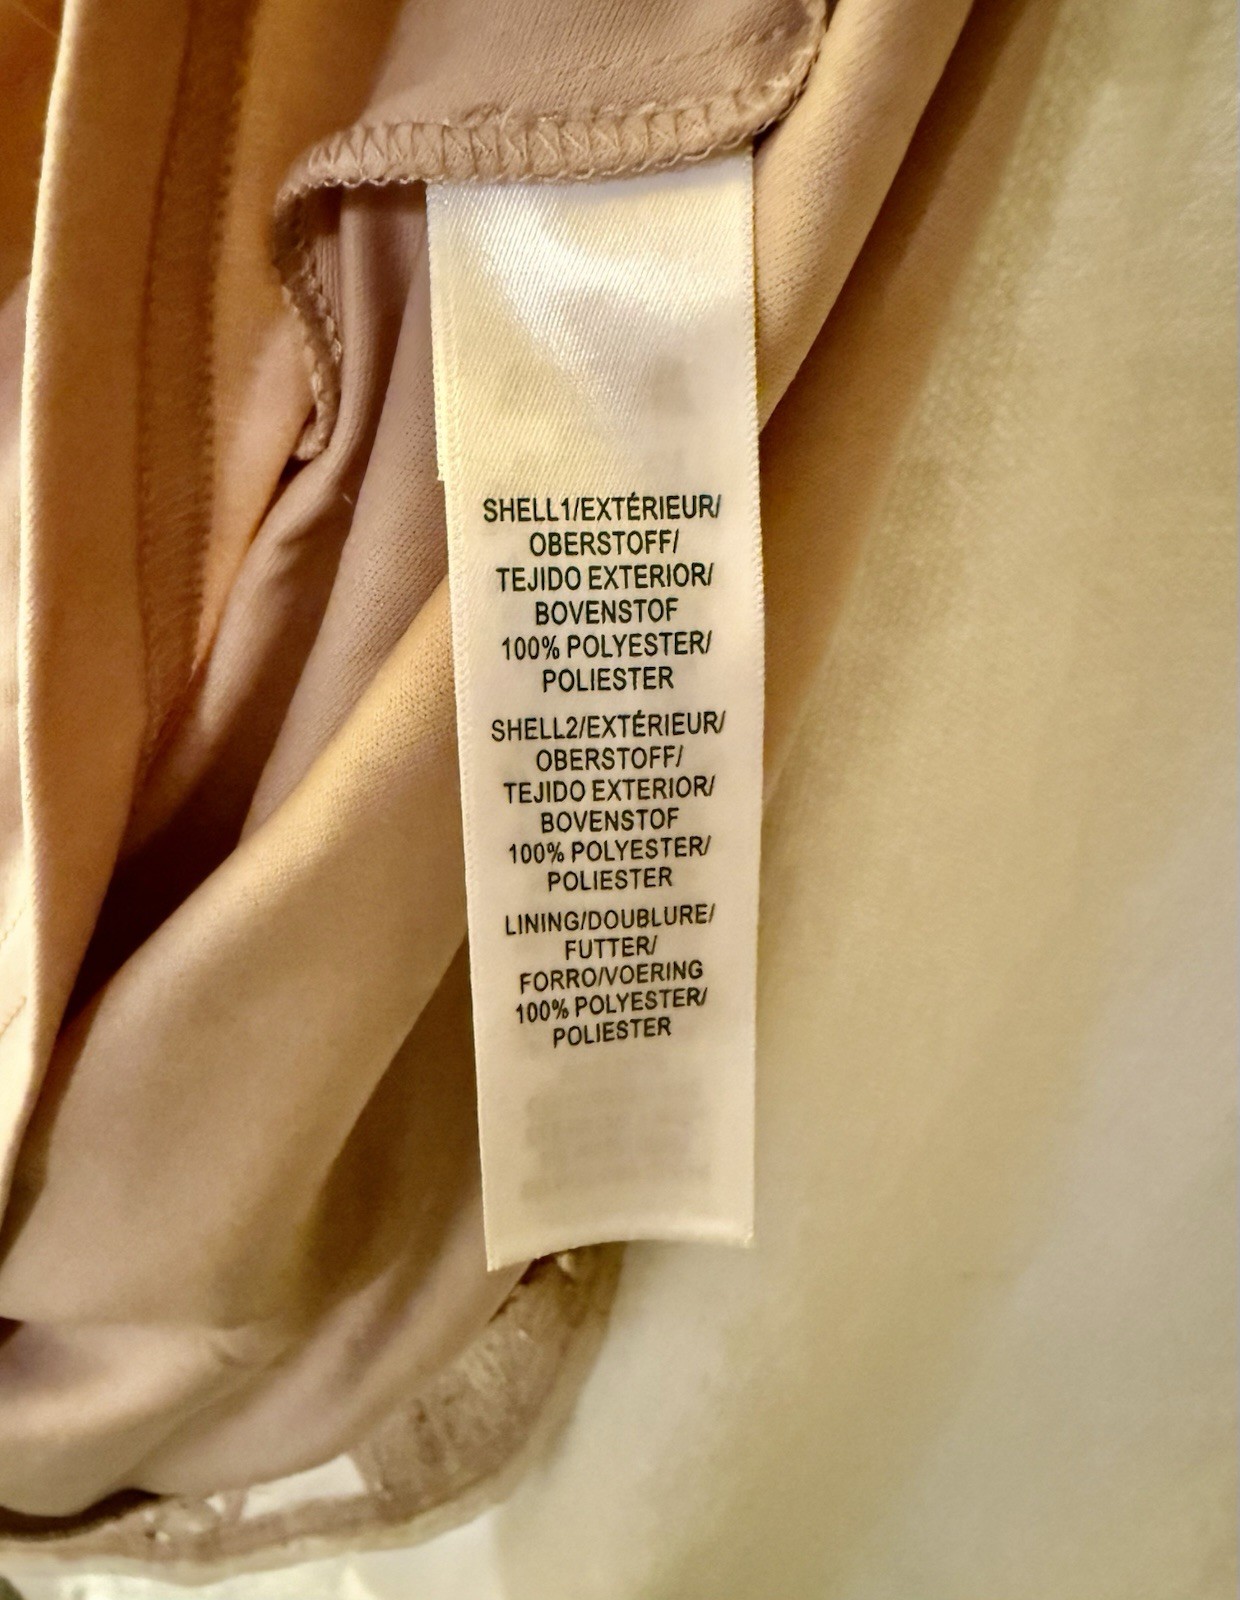 SHELL1/EXTÉRIEUR/
OBERSTOFF/
TEJIDO EXTERIOR/
BOVENSTOF
100% POLYESTER/
POLIESTER
SHELL2/EXTÉRIEUR/
OBERSTOFF/
TEJIDO EXTERIOR/
BOVENSTOF
100% POLYESTER/
POLIESTER
LINING/DOUBLURE/
FUTTER/
FORRO/VOERING
100% POLYESTER/
POLIESTER